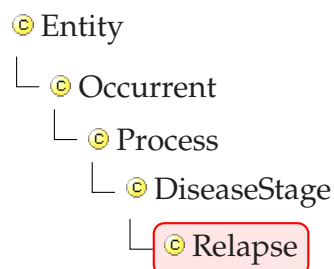 © Entity
© Occurrent
© Process
© DiseaseStage
© Relapse